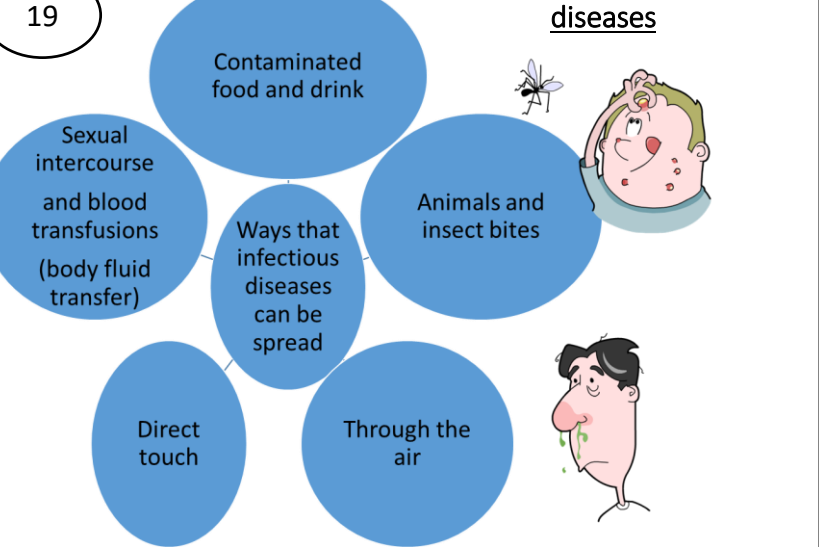 19
diseases
Contaminated
food and drink
Sexual
intercourse
and blood
transfusions
(body fluid
transfer)
Animals and
insect bites
Ways that
infectious
diseases
can be
spread
Direct
touch
Through the
air